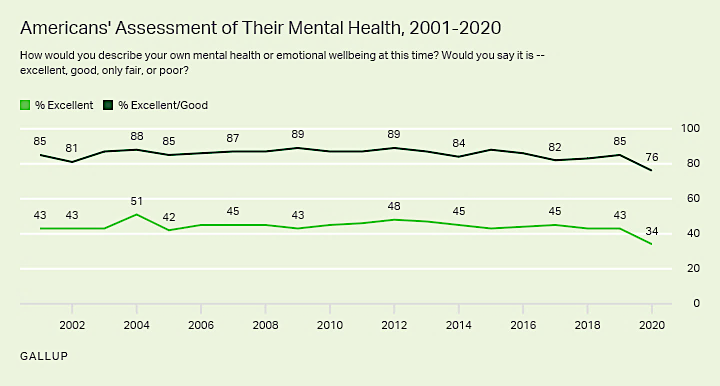 Americans' Assessment of Their Mental Health, 2001-2020
How would you describe your own mental health or emotional wellbeing at this time? Would you say it is --
excellent, good, only fair, or poor?
% Excellent % Excellent/Good
100
85 81 88 85 87 89 89 84 82 85 76
80
60
43 43 51 42 45 43 48 45 45 43 34
40
20
0
2002 2004 2006 2008 2010 2012 2014 2016 2018 2020
GALLUP